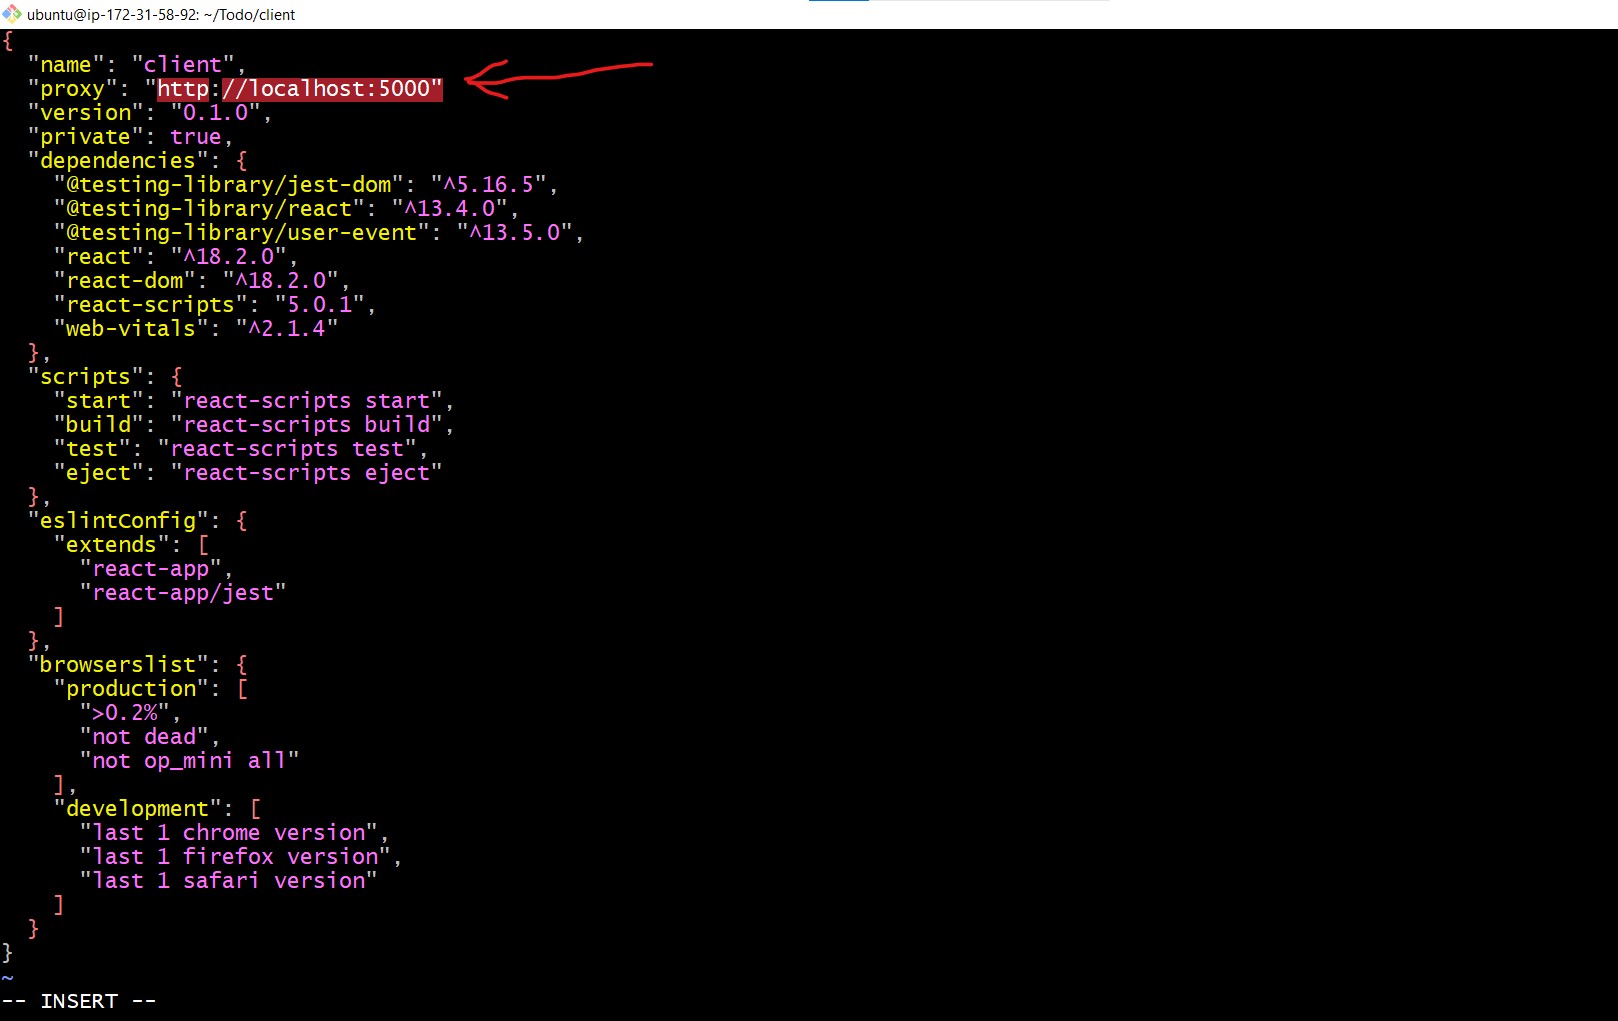 ubuntu@ip-172-31-58-92: ~/Todo/client
{
  "name": "client",
  "proxy": "http://localhost:5000"
  "version": "0.1.0",
  "private": true,
  "dependencies": {
    "@testing-library/jest-dom": "^5.16.5",
    "@testing-library/react": "^13.4.0",
    "@testing-library/user-event": "^13.5.0",
    "react": "^18.2.0",
    "react-dom": "^18.2.0",
    "react-scripts": "5.0.1",
    "web-vitals": "^2.1.4"
  },
  "scripts": {
    "start": "react-scripts start",
    "build": "react-scripts build",
    "test": "react-scripts test",
    "eject": "react-scripts eject"
  },
  "eslintConfig": {
    "extends": [
      "react-app",
      "react-app/jest"
    ]
  },
  "browserslist": {
    "production": [
      ">0.2%",
      "not dead",
      "not op_mini all"
    ],
    "development": [
      "last 1 chrome version",
      "last 1 firefox version",
      "last 1 safari version"
    ]
  }
}
~
-- INSERT --